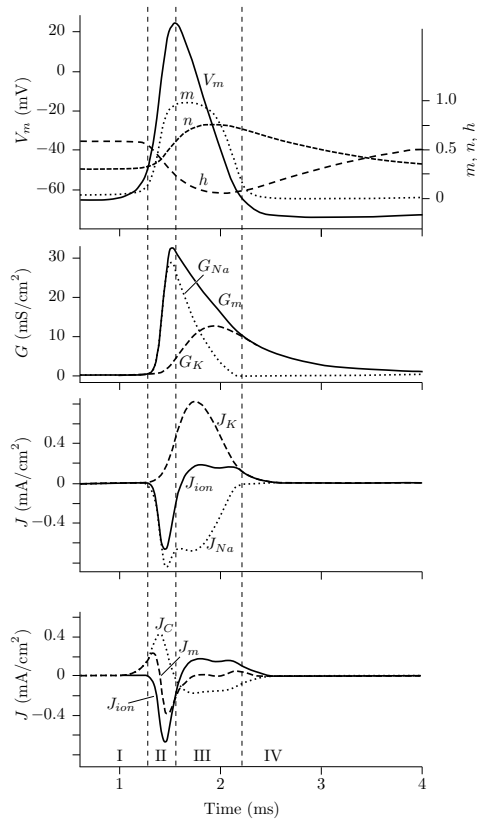 20
0
−20
−40
−60
V_m (mV)
1.0
0.5
0
m, n, h
V_m
m
n
h
30
20
10
0
G (mS/cm²)
G_Na
G_m
G_K
0.4
0
−0.4
J (mA/cm²)
J_K
J_ion
J_Na
0.4
0
−0.4
J (mA/cm²)
J_C
J_m
J_ion
I II III IV
1 2 3 4
Time (ms)